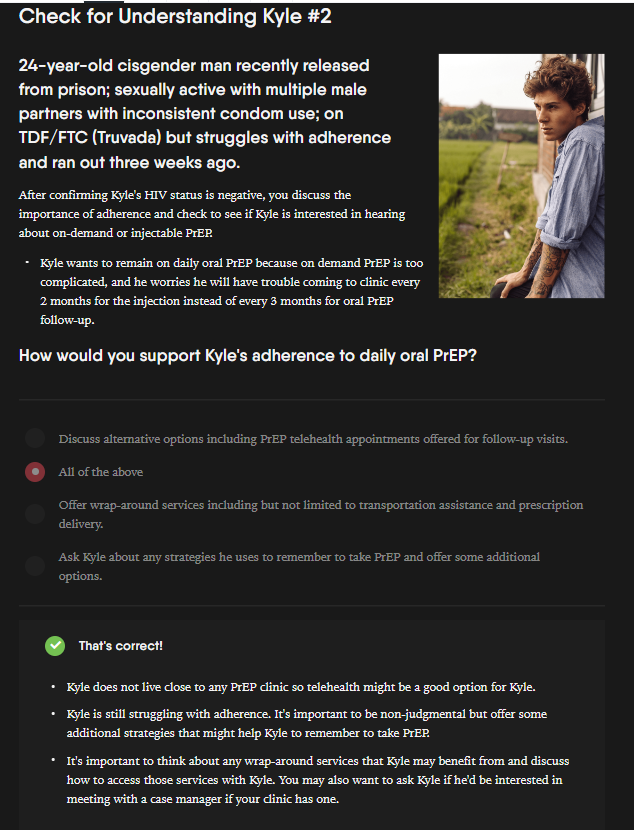 Check for Understanding Kyle #2
24-year-old cisgender man recently released
from prison; sexually active with multiple male
partners with inconsistent condom use; on
TDF/FTC (Truvada) but struggles with adherence
and ran out three weeks ago.
After confirming Kyle's HIV status is negative, you discuss the
importance of adherence and check to see if Kyle is interested in hearing
about on-demand or injectable PrEP.
• Kyle wants to remain on daily oral PrEP because on demand PrEP is too
complicated, and he worries he will have trouble coming to clinic every
2 months for the injection instead of every 3 months for oral PrEP
follow-up.
How would you support Kyle's adherence to daily oral PrEP?
Discuss alternative options including PrEP telehealth appointments offered for follow-up visits.
All of the above
Offer wrap-around services including but not limited to transportation assistance and prescription
delivery.
Ask Kyle about any strategies he uses to remember to take PrEP and offer some additional
options.
That's correct!
• Kyle does not live close to any PrEP clinic so telehealth might be a good option for Kyle.
• Kyle is still struggling with adherence. It's important to be non-judgmental but offer some
additional strategies that might help Kyle to remember to take PrEP.
• It's important to think about any wrap-around services that Kyle may benefit from and discuss
how to access those services with Kyle. You may also want to ask Kyle if he'd be interested in
meeting with a case manager if your clinic has one.